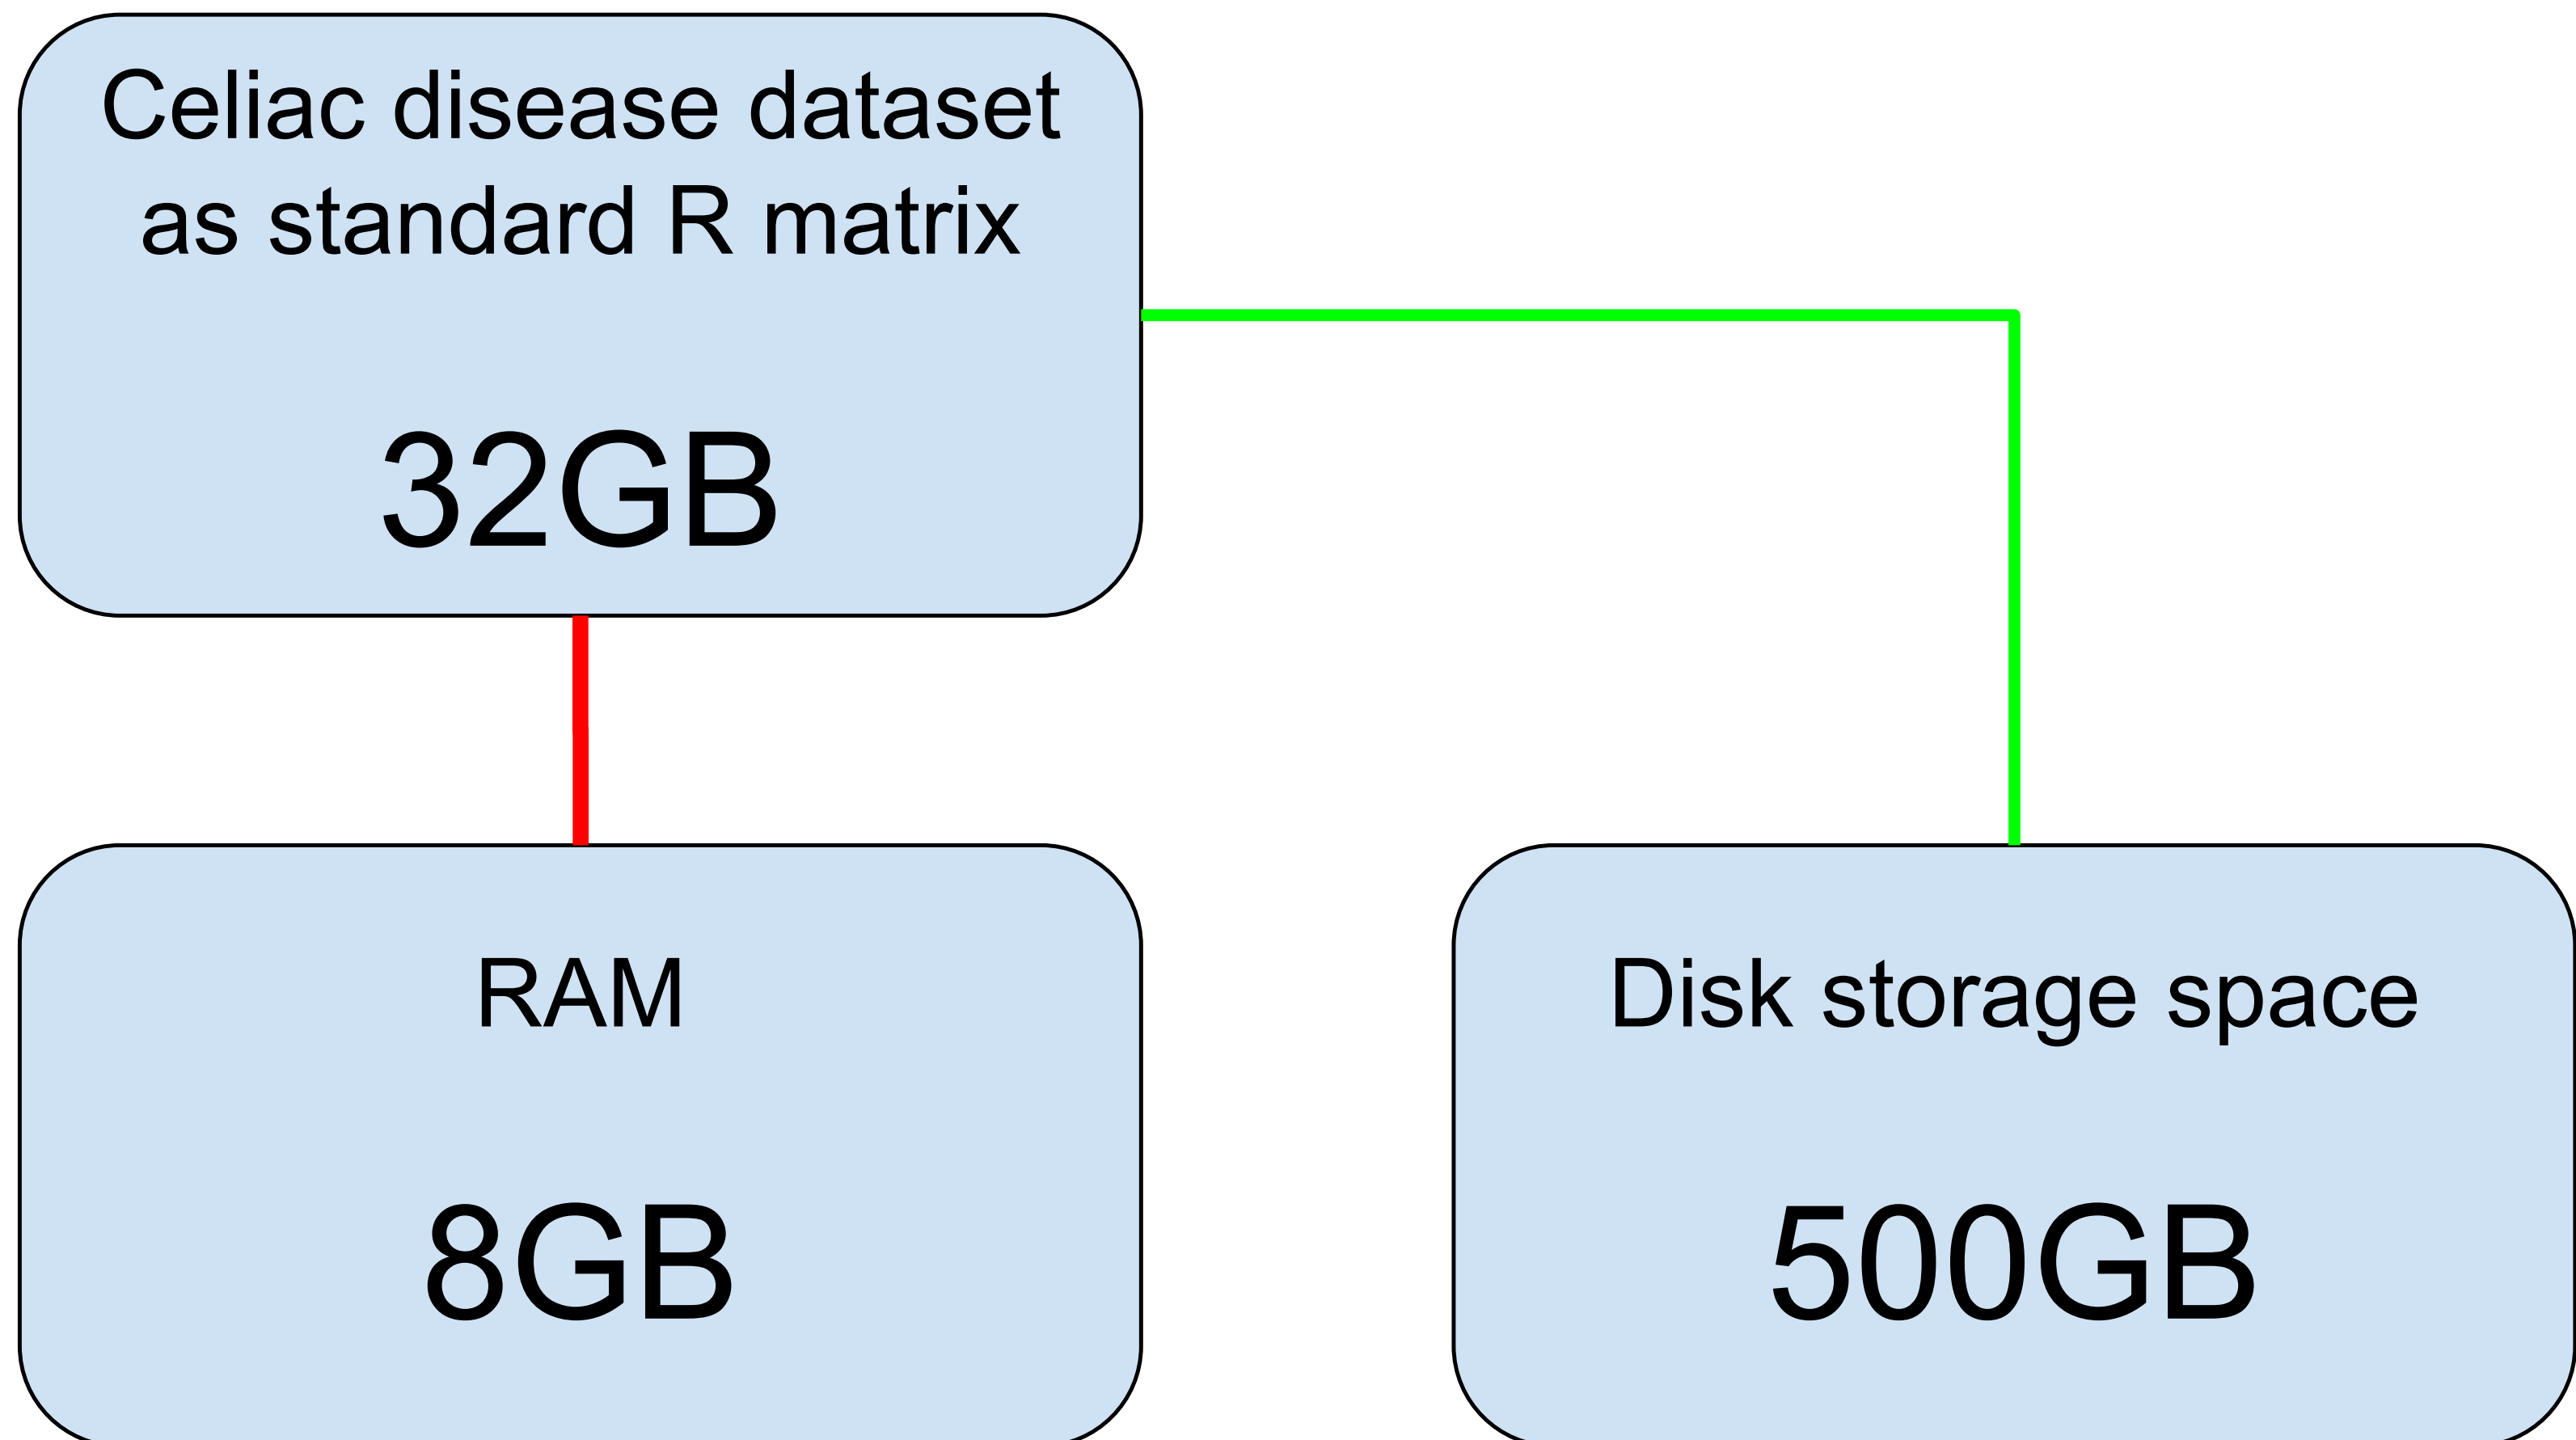 Celiac disease dataset
as standard R matrix
32GB
RAM
8GB
Disk storage space
500GB